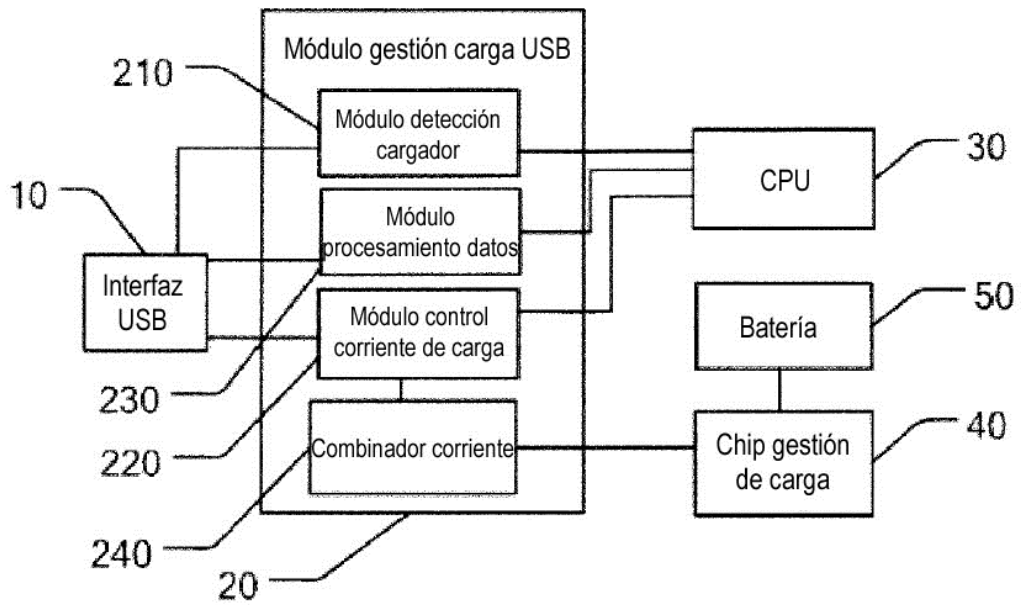 Módulo gestión carga USB
210
Módulo detección
cargador
30
CPU
10
Módulo
procesamiento datos
Interfaz
USB
50
Batería
Módulo control
corriente de carga
230
220
Combinador corriente
40
Chip gestión
de carga
240
20